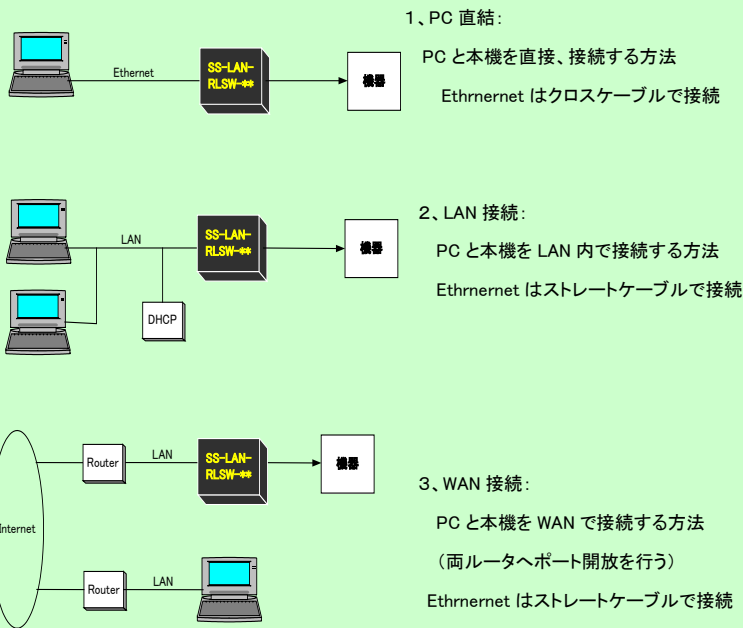 1、PC 直結:
PC と本機を直接、接続する方法
Ethrnernet はクロスケーブルで接続
Ethernet
SS-LAN-
RLSW-**
機器
2、LAN 接続:
PC と本機を LAN 内で接続する方法
Ethrnernet はストレートケーブルで接続
LAN
SS-LAN-
RLSW-**
機器
DHCP
3、WAN 接続:
PC と本機を WAN で接続する方法
(両ルータへポート開放を行う)
Ethrnernet はストレートケーブルで接続
Internet
Router
LAN
SS-LAN-
RLSW-**
機器
Router
LAN